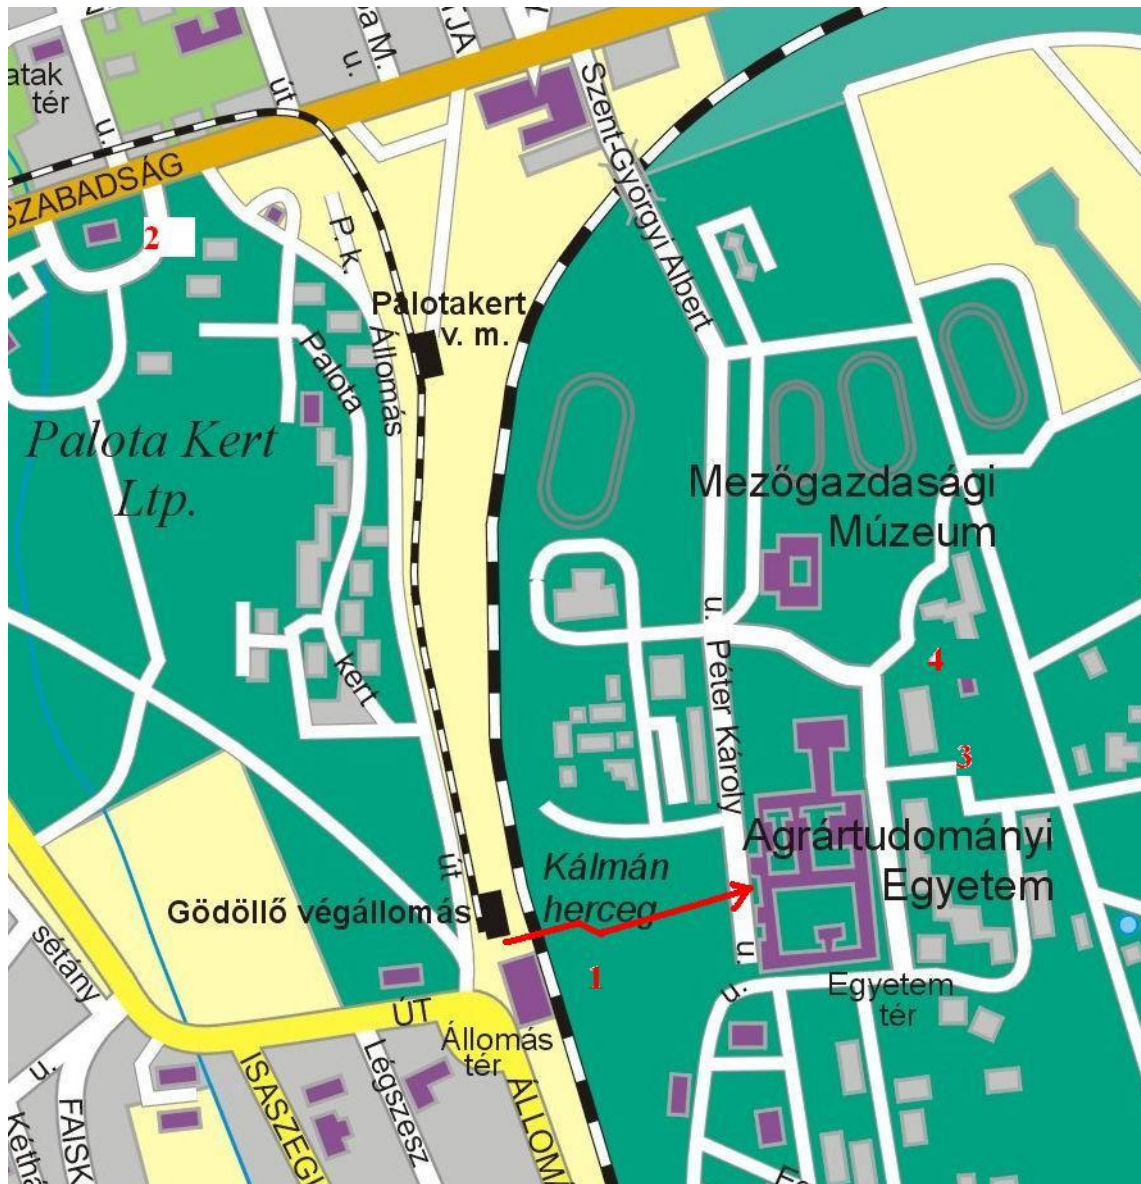 u.
TJA
atak
tér
út
u.
Szent-Györgyi Albert
SZABADSÁG
2
P. k.
Palotakert
v. m.
Palota
Állomás
Palota Kert
Ltp.
Mezőgazdasági
Múzeum
u.
Péter Károly
4
kert
3
út
Kálmán
herceg
Agrártudományi
Egyetem
Gödöllő végállomás
sétány
1
u.
u.
Egyetem
tér
ÚT
Állomás
tér
u.
ISASZEGI
Légszesz
FAISK
Kéthá
ÁLLOMÁ